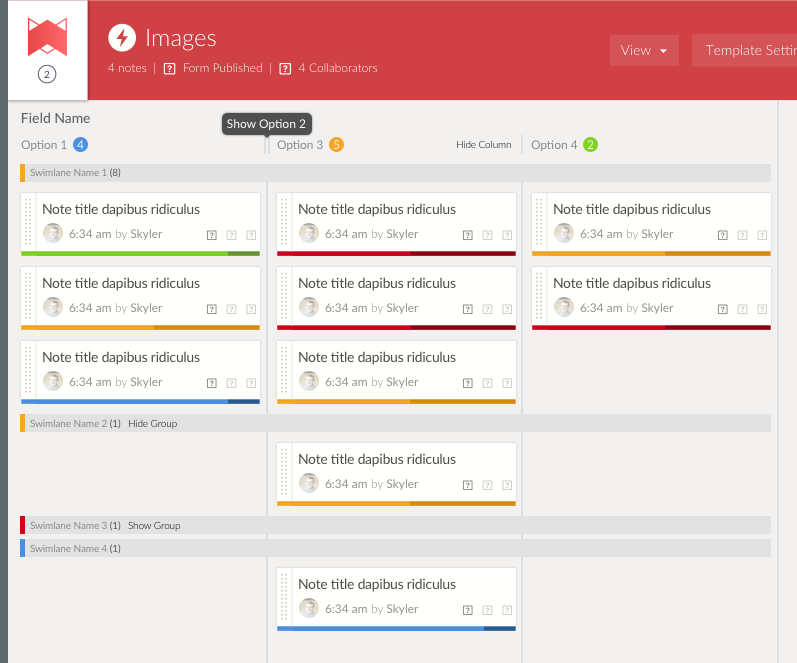 2
Images
4 notes | ? Form Published | ? 4 Collaborators
View
Template Settin
Field Name
Show Option 2
Option 1 4
Option 3 5
Hide Column
Option 4 2
Swimlane Name 1 (8)
Note title dapibus ridiculus
6:34 am by Skyler ? ? ?
Note title dapibus ridiculus
6:34 am by Skyler ? ? ?
Note title dapibus ridiculus
6:34 am by Skyler ? ? ?
Note title dapibus ridiculus
6:34 am by Skyler ? ? ?
Note title dapibus ridiculus
6:34 am by Skyler ? ? ?
Note title dapibus ridiculus
6:34 am by Skyler ? ? ?
Note title dapibus ridiculus
6:34 am by Skyler ? ? ?
Note title dapibus ridiculus
6:34 am by Skyler ? ? ?
Swimlane Name 2 (1) Hide Group
Note title dapibus ridiculus
6:34 am by Skyler ? ? ?
Swimlane Name 3 (1) Show Group
Swimlane Name 4 (1)
Note title dapibus ridiculus
6:34 am by Skyler ? ? ?